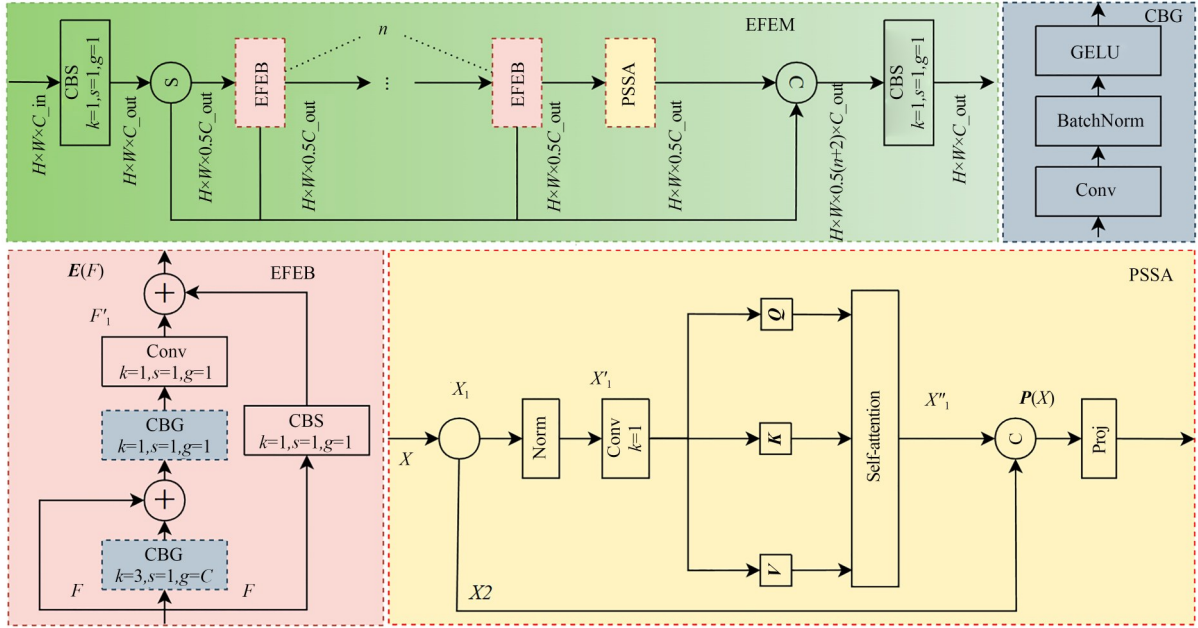 EFEM
n
CBS
k=1,s=1,g=1
S
EFEB
...
EFEB
PSSA
C
CBS
k=1,s=1,g=1
H×W×C_in
H×W×C_out
H×W×0.5C_out
H×W×0.5C_out
H×W×0.5C_out
H×W×0.5C_out
H×W×0.5(n+2)×C_out
H×W×C_out
CBG
GELU
BatchNorm
Conv
EFEB
E(F)
F'₁
Conv
k=1,s=1,g=1
CBG
k=1,s=1,g=1
CBS
k=1,s=1,g=1
CBG
k=3,s=1,g=C
F
F
PSSA
X
X₁
Norm
X'₁
Conv
k=1
Q
K
V
Self-attention
X"₁
P(X)
C
Proj
X2